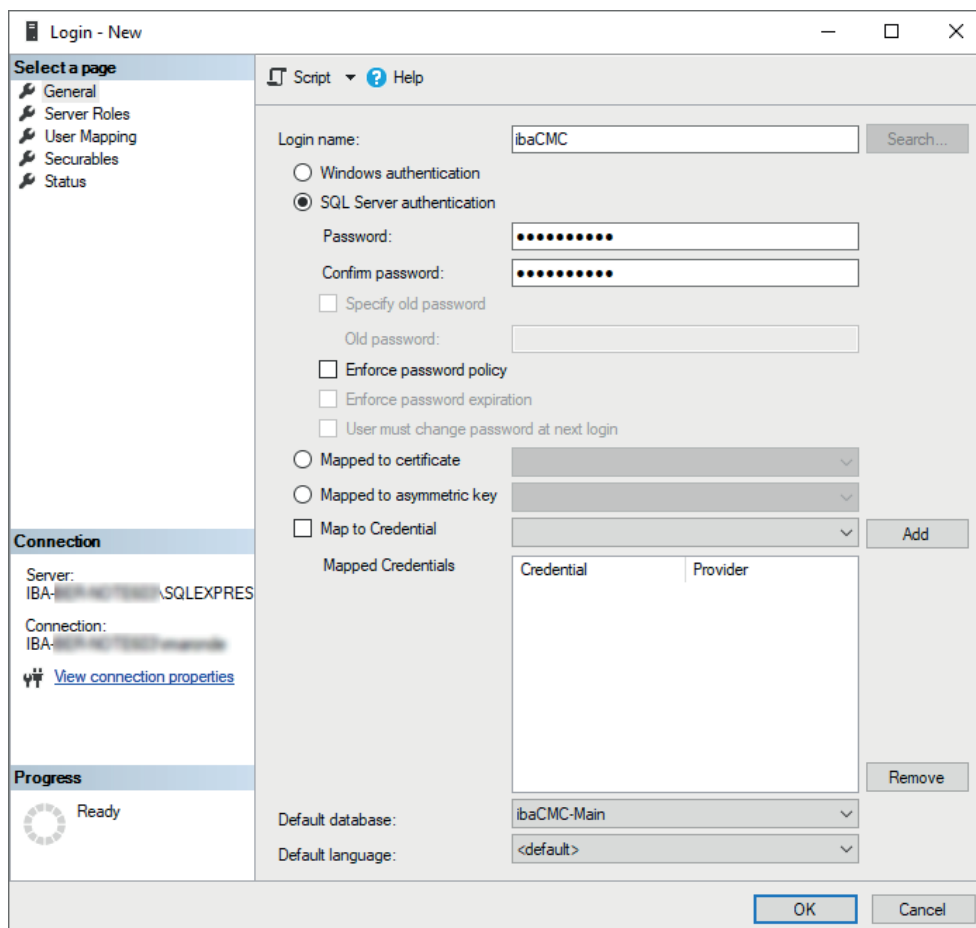 Login - New
Select a page
General
Server Roles
User Mapping
Securables
Status
Script
Help
Login name:
ibaCMC
Search...
Windows authentication
SQL Server authentication
Password:
●●●●●●●●●●
Confirm password:
●●●●●●●●●●
Specify old password
Old password:
Enforce password policy
Enforce password expiration
User must change password at next login
Mapped to certificate
Mapped to asymmetric key
Map to Credential
Add
Mapped Credentials
Credential Provider
Remove
Default database:
ibaCMC-Main
Default language:
<default>
Connection
Server:
IBA- \SQLEXPRES
Connection:
IBA-
View connection properties
Progress
Ready
OK
Cancel